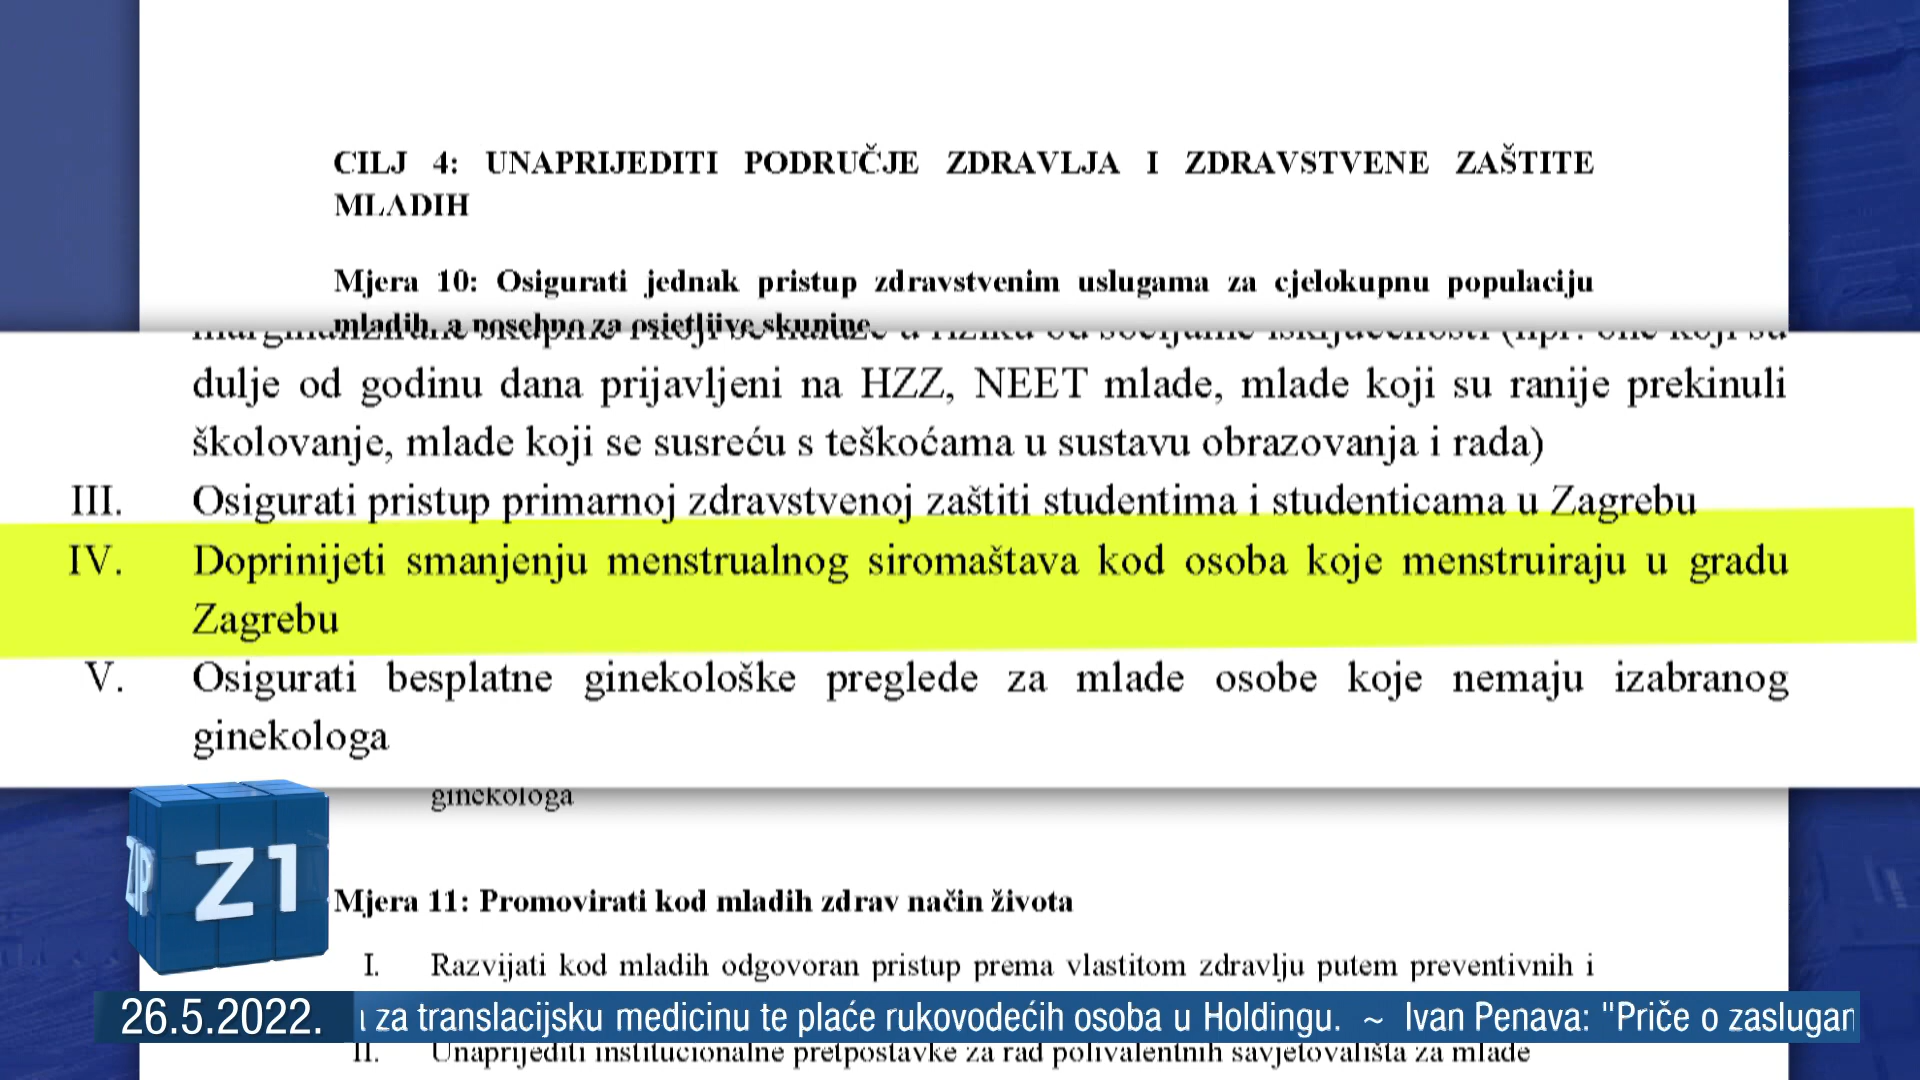 CILJ 4: UNAPRIJEDITI PODRUČJE ZDRAVLJA I ZDRAVSTVENE ZAŠTITE
MLADIH
Mjera 10: Osigurati jednak pristup zdravstvenim uslugama za cjelokupnu populaciju
mladih, a posebno za osjetljive skupine
dulje od godinu dana prijavljeni na HZZ, NEET mlade, mlade koji su ranije prekinuli
školovanje, mlade koji se susreću s teškoćama u sustavu obrazovanja i rada)
III. Osigurati pristup primarnoj zdravstvenoj zaštiti studentima i studenticama u Zagrebu
IV. Doprinijeti smanjenju menstrualnog siromaštava kod osoba koje menstruiraju u gradu
Zagrebu
V. Osigurati besplatne ginekološke preglede za mlade osobe koje nemaju izabranog
ginekologa
ginekologa
ZIP Z1
Mjera 11: Promovirati kod mladih zdrav način života
I. Razvijati kod mladih odgovoran pristup prema vlastitom zdravlju putem preventivnih i
26.5.2022. za translacijsku medicinu te plaće rukovodećih osoba u Holdingu. ~ Ivan Penava: "Priče o zaslugan
II. Unaprijediti institucionalne pretpostavke za rad polivalentnih savjetovališta za mlade